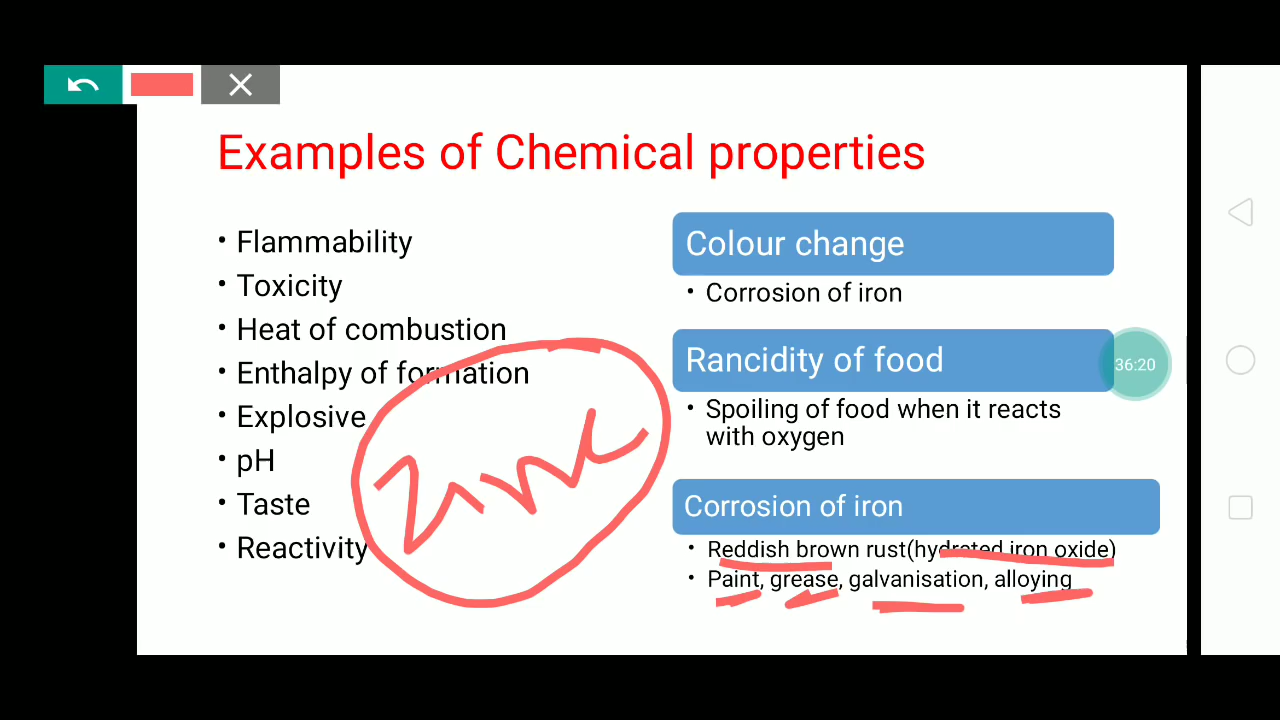 Examples of Chemical properties
• Flammability
• Toxicity
• Heat of combustion
• Enthalpy of formation
• Explosive
• pH
• Taste
• Reactivity
zinc
Colour change
• Corrosion of iron
Rancidity of food
36:20
• Spoiling of food when it reacts
with oxygen
Corrosion of iron
• Reddish brown rust(hydrated iron oxide)
• Paint, grease, galvanisation, alloying